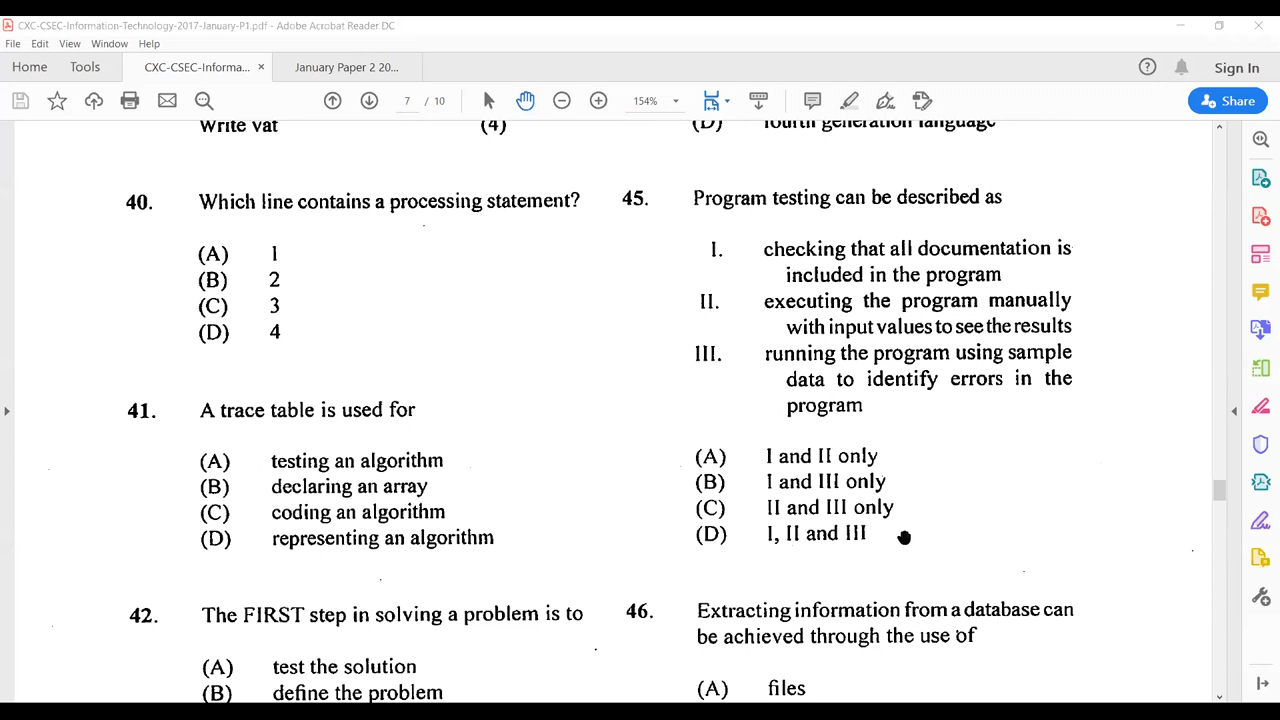 CXC-CSEC-Information-Technology-2017-January-P1.pdf - Adobe Acrobat Reader DC
File Edit View Window Help
Home Tools CXC-CSEC-Informa... × January Paper 2 20... Sign In
7 / 10 154% Share
Write vat (4)
40. Which line contains a processing statement?
(A) 1
(B) 2
(C) 3
(D) 4
41. A trace table is used for
(A) testing an algorithm
(B) declaring an array
(C) coding an algorithm
(D) representing an algorithm
42. The FIRST step in solving a problem is to
(A) test the solution
(B) define the problem
(D) fourth generation language
45. Program testing can be described as
I. checking that all documentation is
included in the program
II. executing the program manually
with input values to see the results
III. running the program using sample
data to identify errors in the
program
(A) I and II only
(B) I and III only
(C) II and III only
(D) I, II and III
46. Extracting information from a database can
be achieved through the use of
(A) files